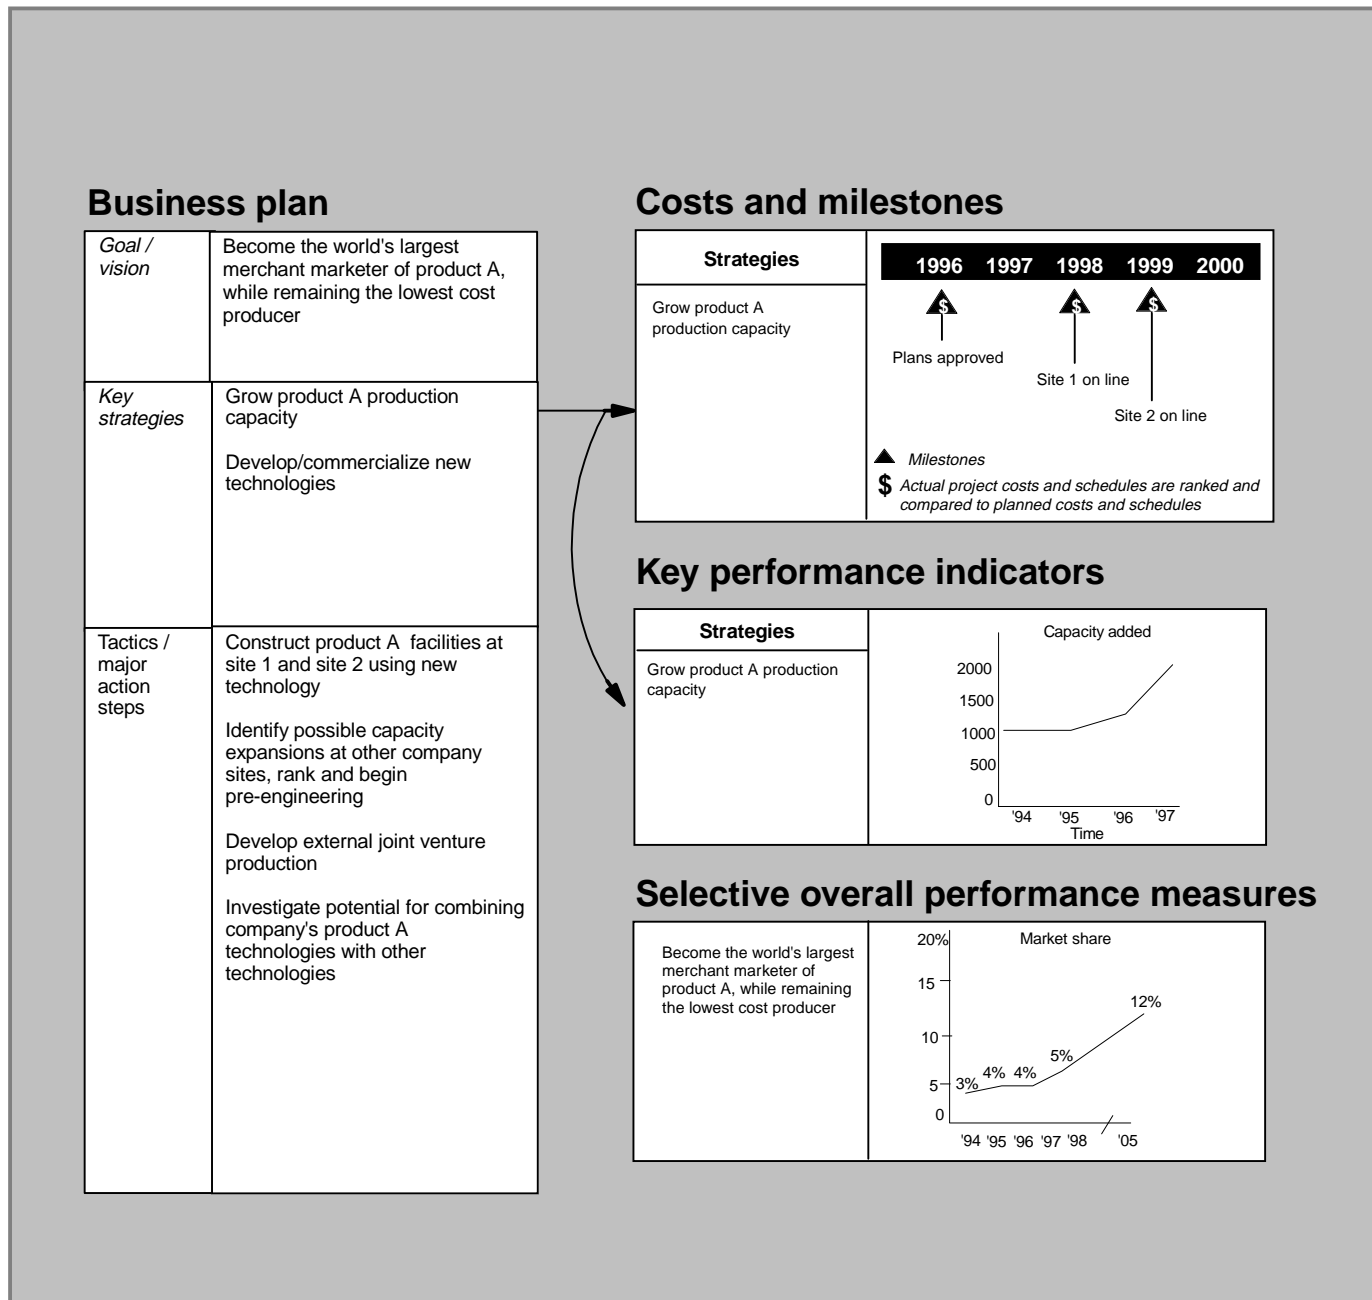 Business plan
Goal /
vision
Become the world's largest
merchant marketer of product A,
while remaining the lowest cost
producer
Key
strategies
Grow product A production
capacity
Develop/commercialize new
technologies
Tactics /
major
action
steps
Construct product A facilities at
site 1 and site 2 using new
technology
Identify possible capacity
expansions at other company
sites, rank and begin
pre-engineering
Develop external joint venture
production
Investigate potential for combining
company's product A
technologies with other
technologies
Costs and milestones
Strategies
Grow product A
production capacity
1996 1997 1998 1999 2000
$ $ $
Plans approved
Site 1 on line
Site 2 on line
Milestones
$ Actual project costs and schedules are ranked and
compared to planned costs and schedules
Key performance indicators
Strategies
Grow product A production
capacity
Capacity added
2000
1500
1000
500
0
'94 '95 '96 '97
Time
Selective overall performance measures
Become the world's largest
merchant marketer of
product A, while remaining
the lowest cost producer
Market share
20%
15
10
5
0
3% 4% 4% 5% 12%
'94 '95 '96 '97 '98 '05